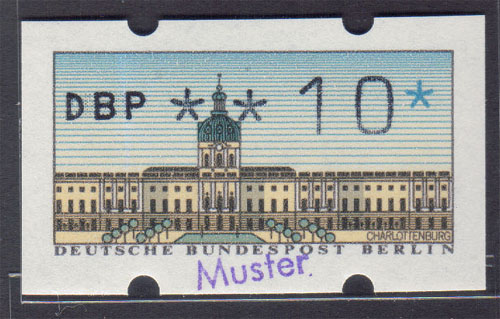 DBP ** 10*
CHARLOTTENBURG
DEUTSCHE BUNDESPOST BERLIN
Muster.